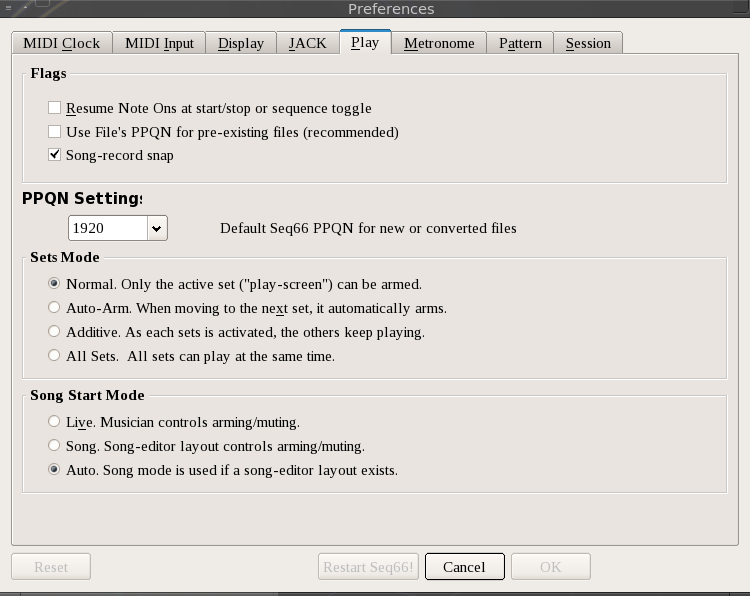 Preferences
MIDI Clock MIDI Input Display JACK Play Metronome Pattern Session
Flags
Resume Note Ons at start/stop or sequence toggle
Use File's PPQN for pre-existing files (recommended)
Song-record snap
PPQN Settings
1920 Default Seq66 PPQN for new or converted files
Sets Mode
Normal. Only the active set ("play-screen") can be armed.
Auto-Arm. When moving to the next set, it automatically arms.
Additive. As each sets is activated, the others keep playing.
All Sets. All sets can play at the same time.
Song Start Mode
Live. Musician controls arming/muting.
Song. Song-editor layout controls arming/muting.
Auto. Song mode is used if a song-editor layout exists.
Reset Restart Seq66! Cancel OK